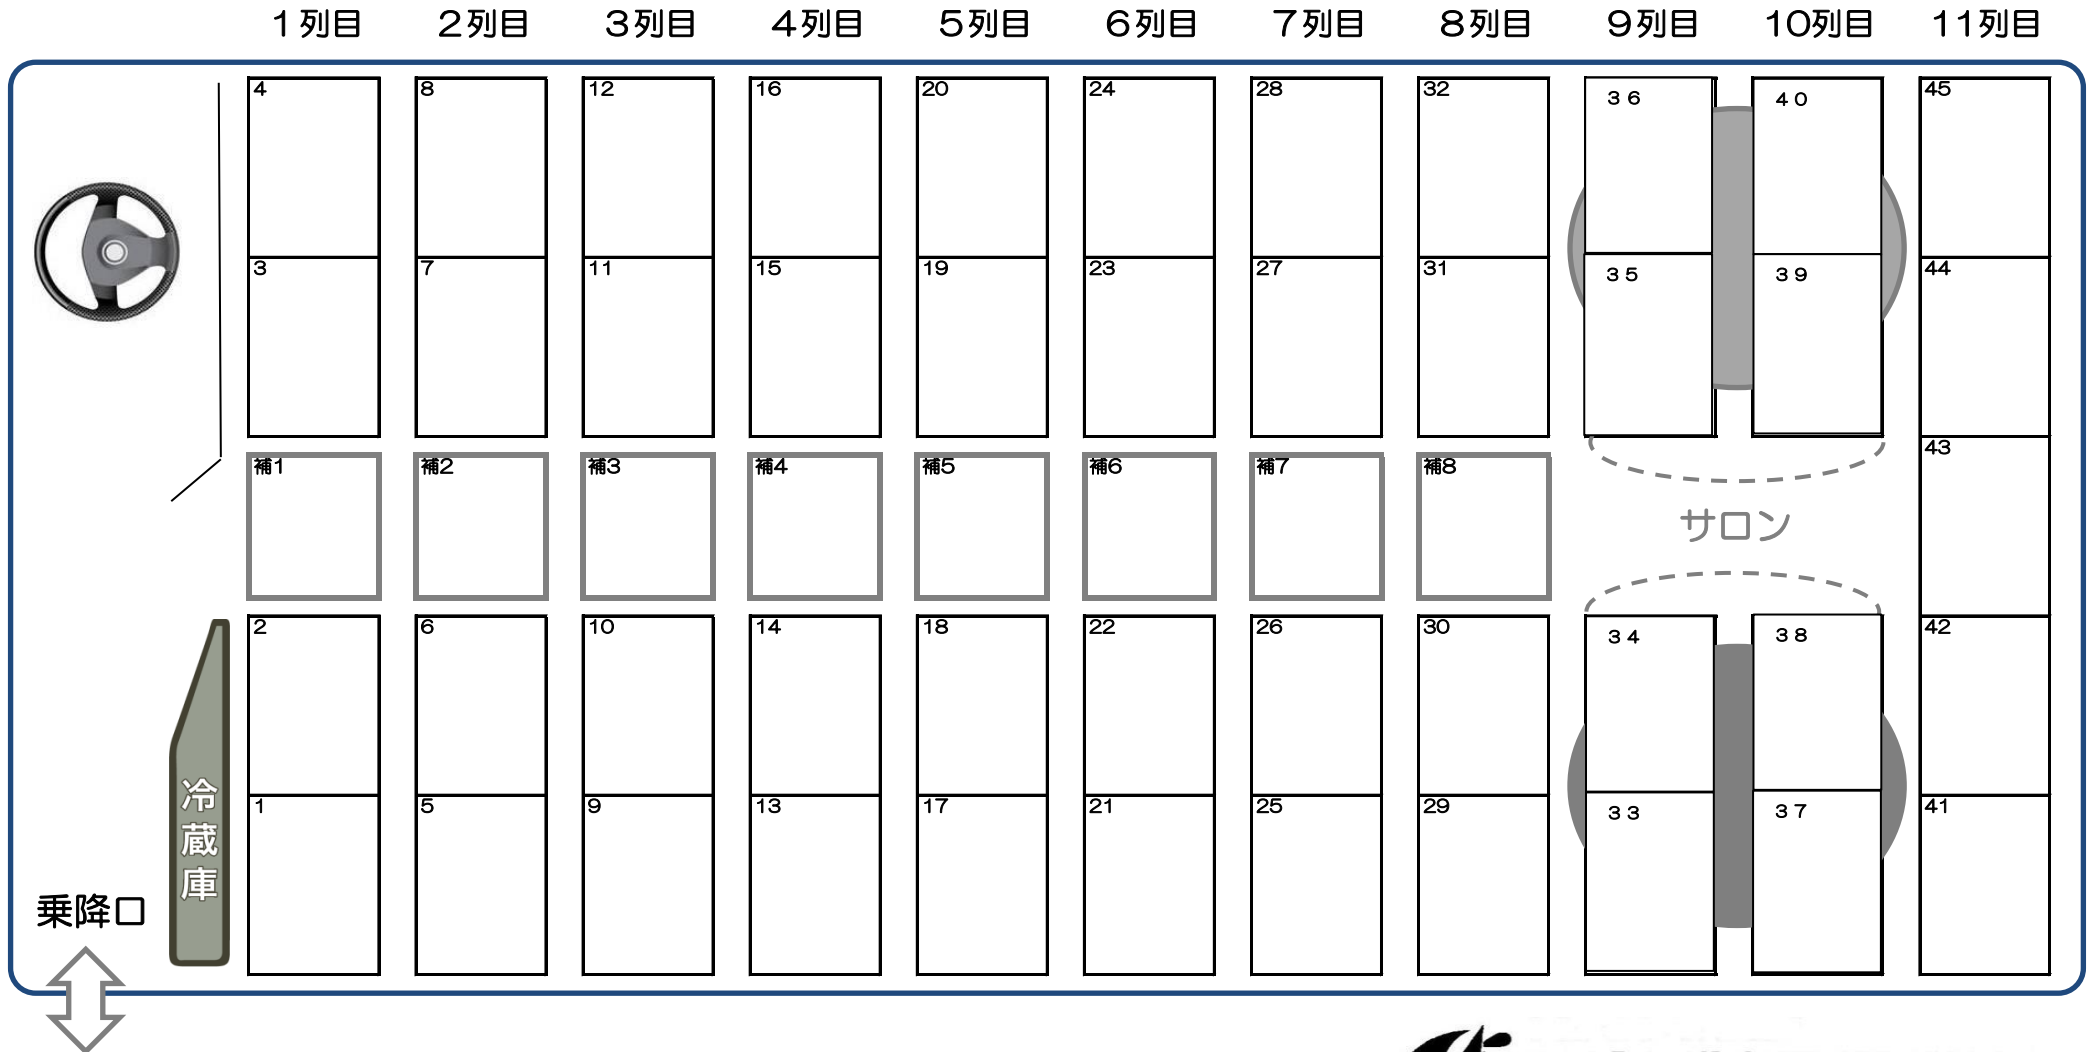 1列目 2列目 3列目 4列目 5列目 6列目 7列目 8列目 9列目 10列目 11列目
4 8 12 16 20 24 28 32 36 40 45
3 7 11 15 19 23 27 31 35 39 44
43
補1 補2 補3 補4 補5 補6 補7 補8
サロン
2 6 10 14 18 22 26 30 34 38 42
1 5 9 13 17 21 25 29 33 37 41
冷蔵庫
乗降口